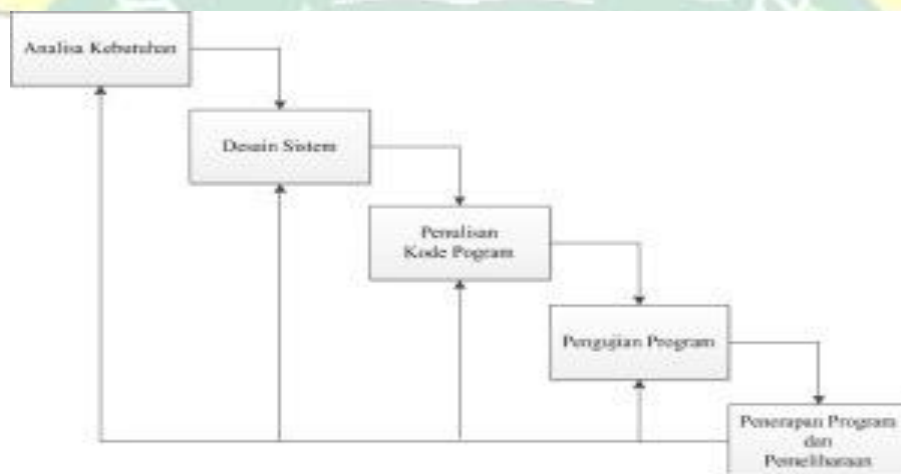 Analisa Kebutuhan
Desain Sistem
Penulisan
Kode Pogram
Pengujian Program
Penerapan Program
dan
Pemeliharaan